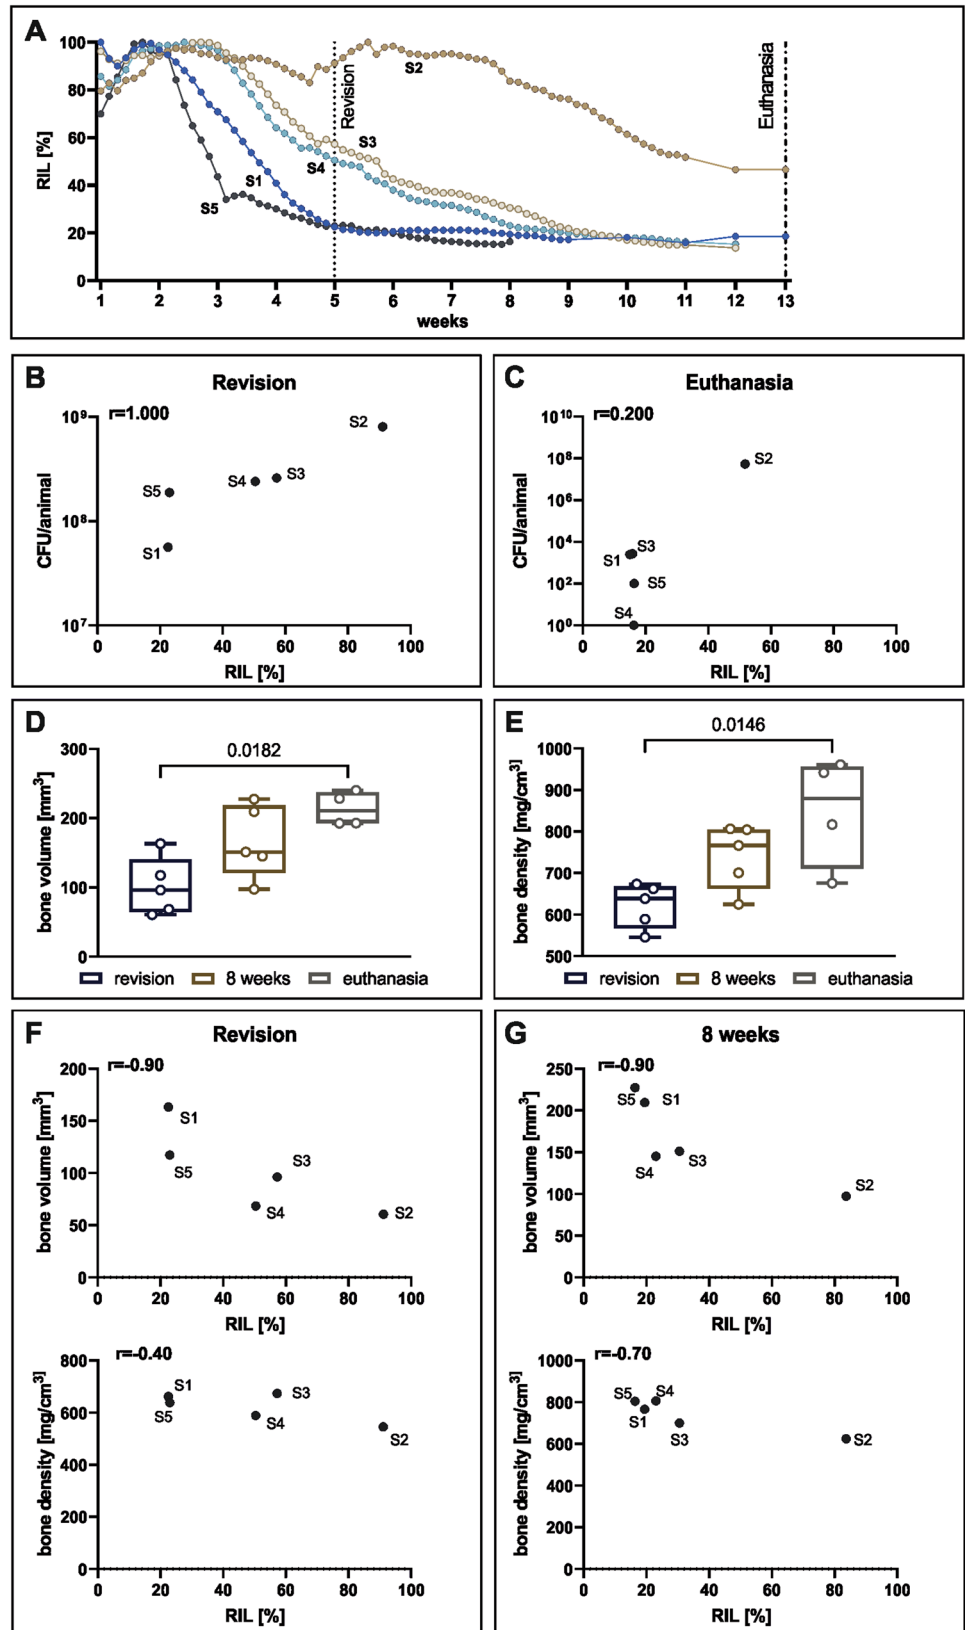 A
RIL [%]
100
80
60
40
20
0
Revision
Euthanasia
S2
S3
S4
S1
S5
1 2 3 4 5 6 7 8 9 10 11 12 13
weeks
B
Revision
r=1.000
CFU/animal
10⁹
10⁸
10⁷
S2
S3
S4
S5
S1
0 20 40 60 80 100
RIL [%]
C
Euthanasia
r=0.200
CFU/animal
10¹⁰
10⁸
10⁶
10⁴
10²
10⁰
S2
S3
S1
S5
S4
0 20 40 60 80 100
RIL [%]
D
0.0182
bone volume [mm³]
300
200
100
0
revision 8 weeks euthanasia
E
0.0146
bone density [mg/cm³]
1000
900
800
700
600
500
revision 8 weeks euthanasia
F
Revision
r=-0.90
bone volume [mm³]
200
150
100
50
0
S1
S5
S3
S4
S2
0 20 40 60 80 100
RIL [%]
r=-0.40
bone density [mg/cm³]
800
600
400
200
0
S1
S5
S3
S4
S2
0 20 40 60 80 100
RIL [%]
G
8 weeks
r=-0.90
bone volume [mm³]
250
200
150
100
50
0
S5
S1
S4
S3
S2
0 20 40 60 80 100
RIL [%]
r=-0.70
bone density [mg/cm³]
1000
800
600
400
200
0
S5
S4
S1
S3
S2
0 20 40 60 80 100
RIL [%]